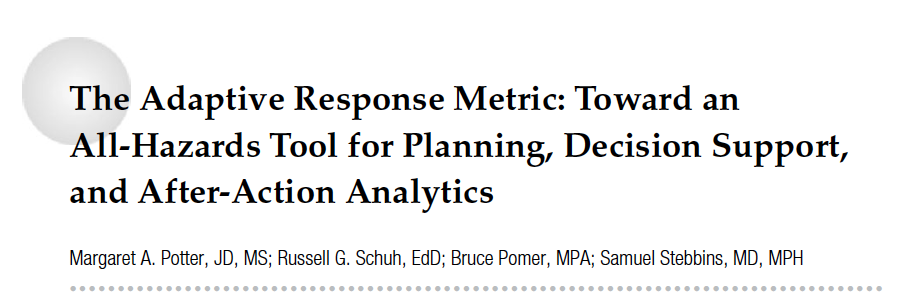 The Adaptive Response Metric: Toward an
All-Hazards Tool for Planning, Decision Support,
and After-Action Analytics
Margaret A. Potter, JD, MS; Russell G. Schuh, EdD; Bruce Pomer, MPA; Samuel Stebbins, MD, MPH